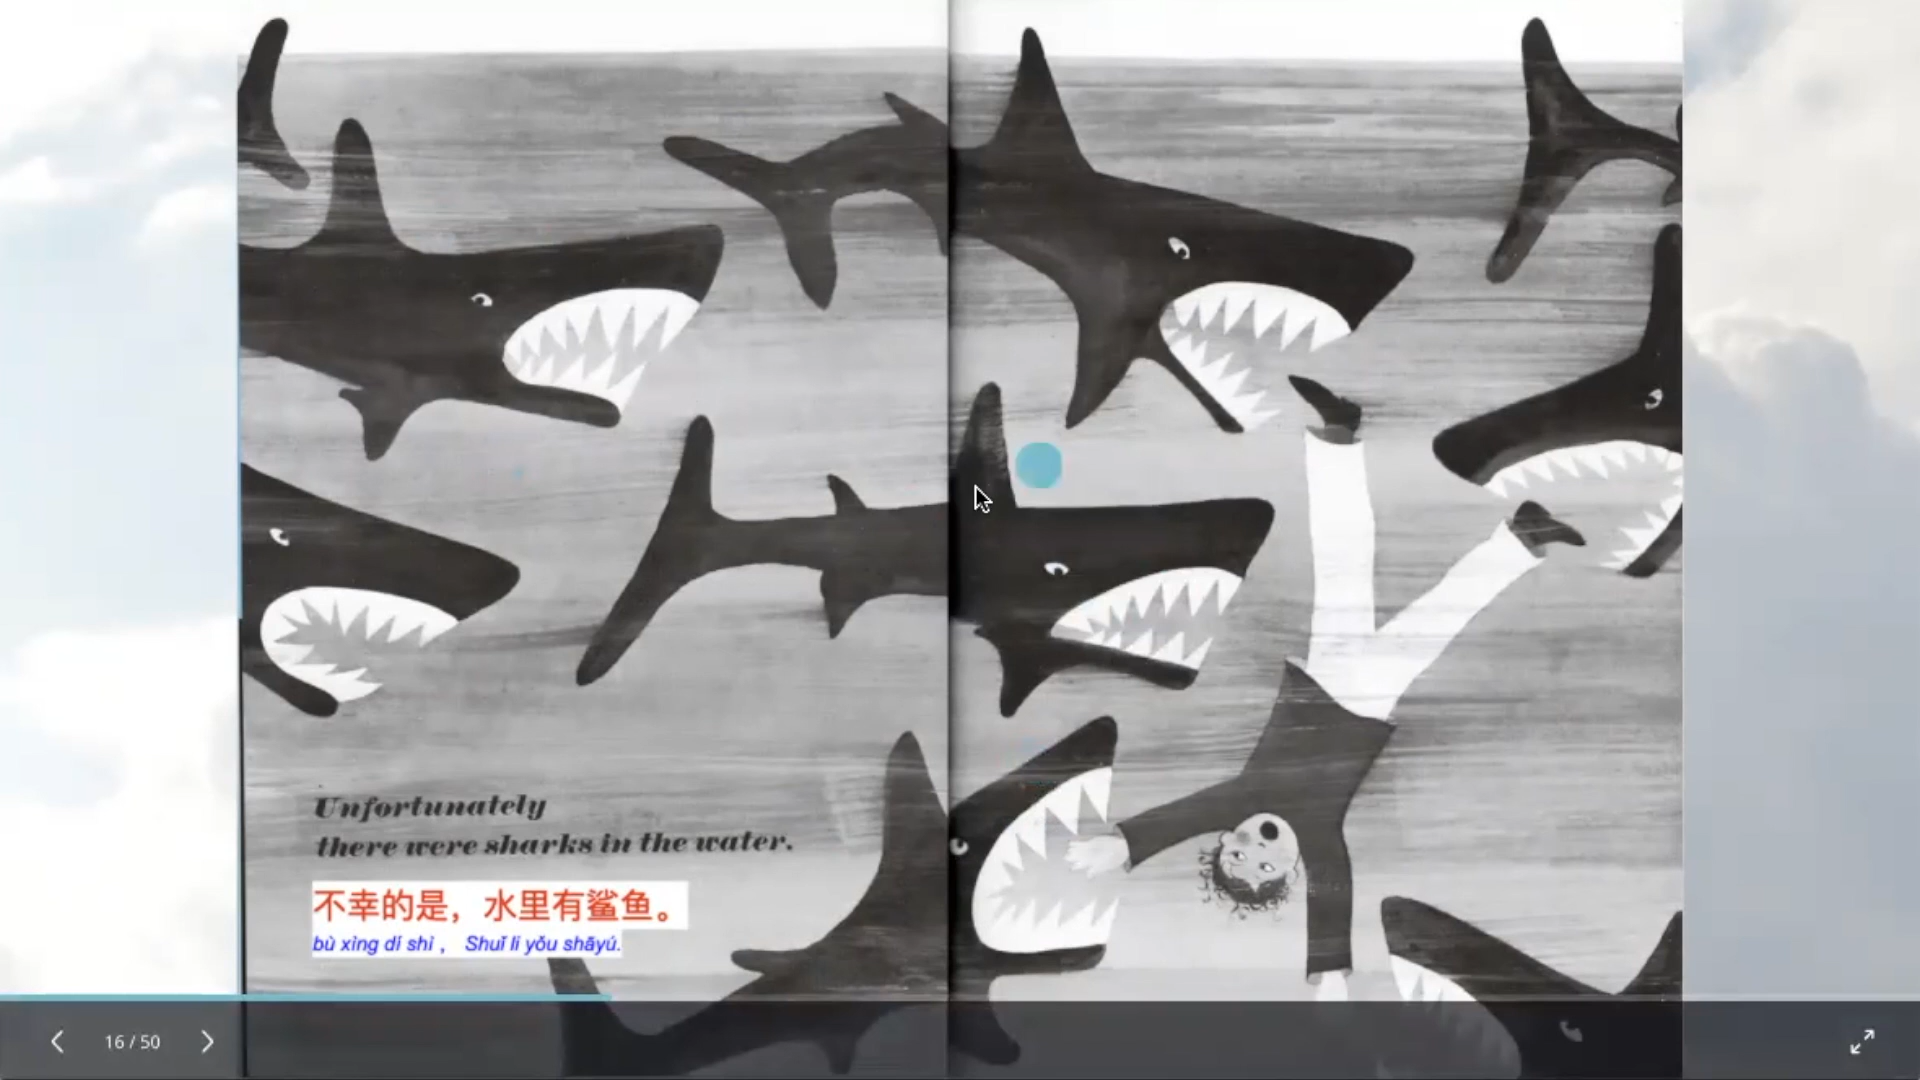 Unfortunately
there were sharks in the water.
不幸的是，水里有鲨鱼。
bù xìng dí shì ， Shuǐ li yǒu shāyú.
16 / 50